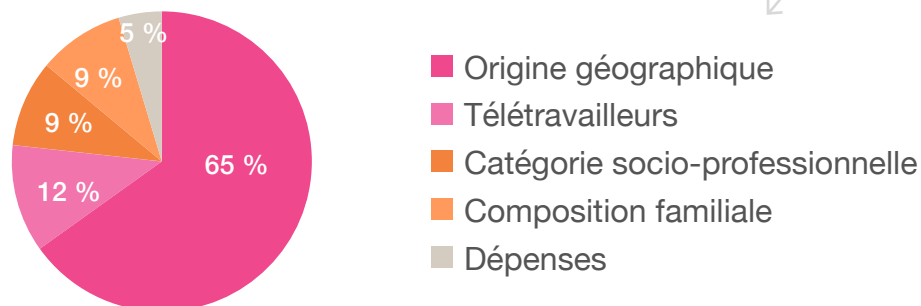 5 %
9 %
9 %
12 %
65 %
Origine géographique
Télétravailleurs
Catégorie socio-professionnelle
Composition familiale
Dépenses